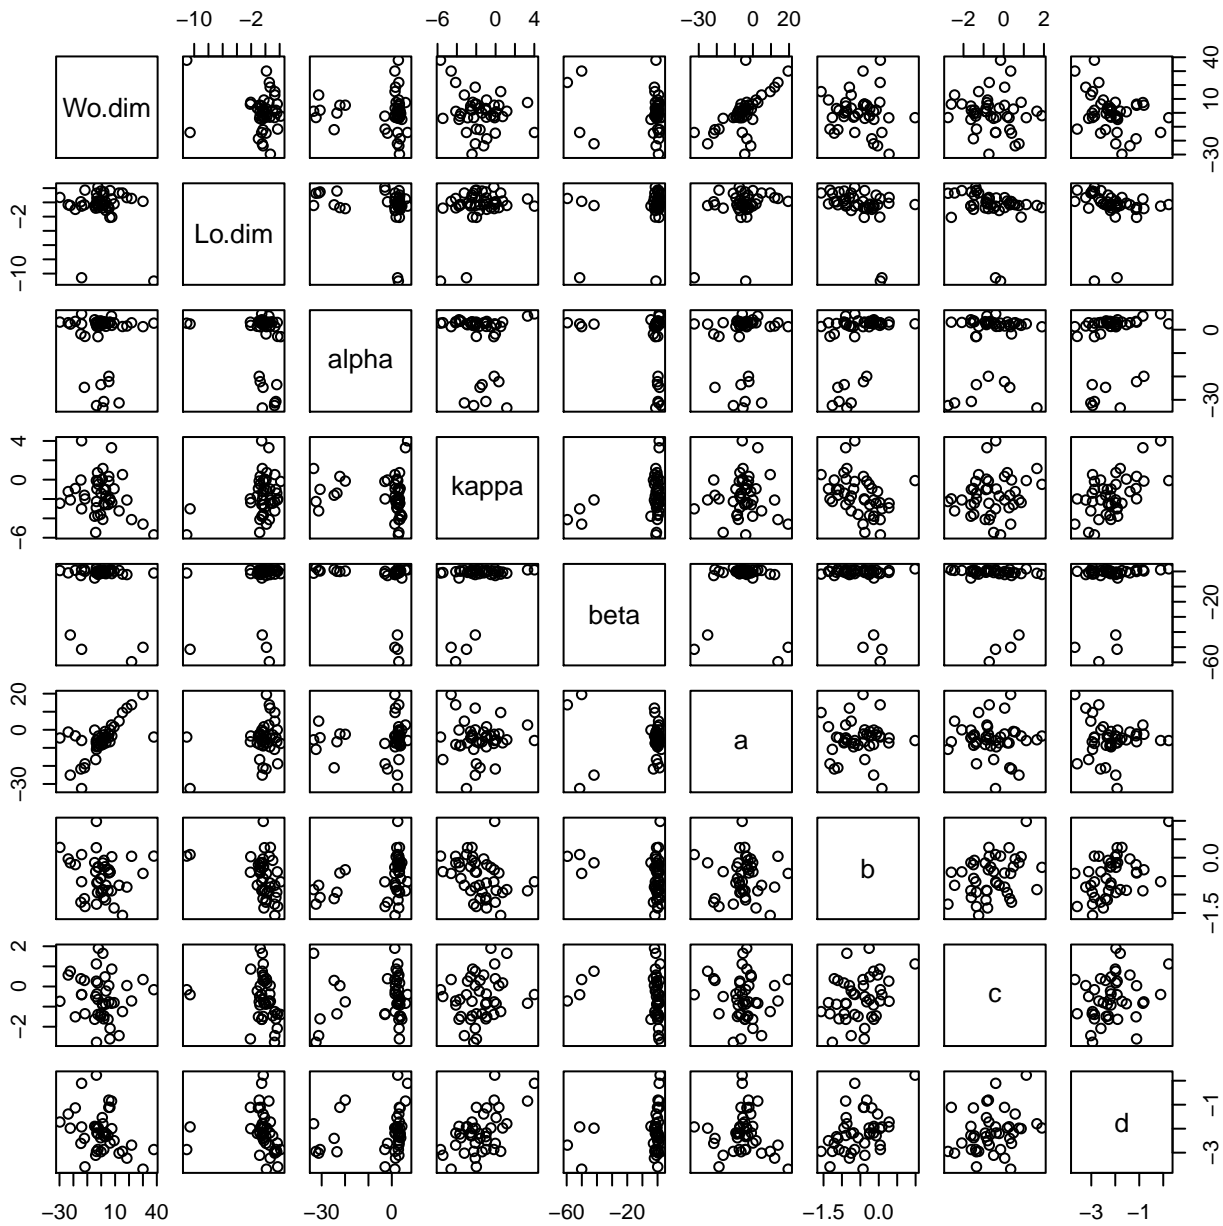 −10 −2 −6 0 4 −30 0 20 −2 0 2
Wo.dim −30 10 40
−10 −2 Lo.dim
alpha −30 0
−6 0 4 kappa
beta −60 −20
−30 0 20 a
b −1.5 0.0
−2 0 2 c
d −3 −1
−30 10 40 −30 0 −60 −20 −1.5 0.0 −3 −1